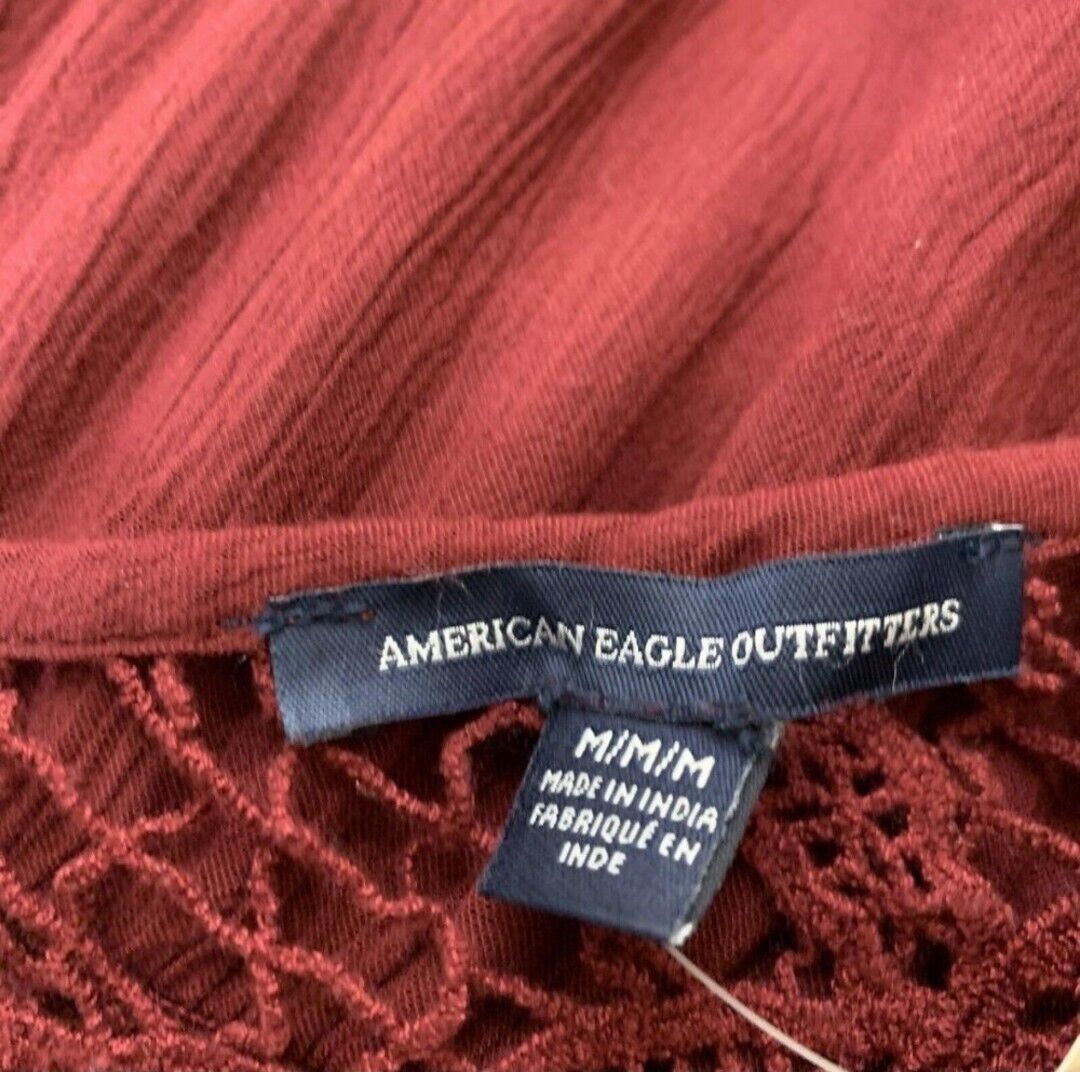 AMERICAN EAGLE OUTFITTERS
M/M/M
MADE IN INDIA
FABRIQUÉ EN
INDE